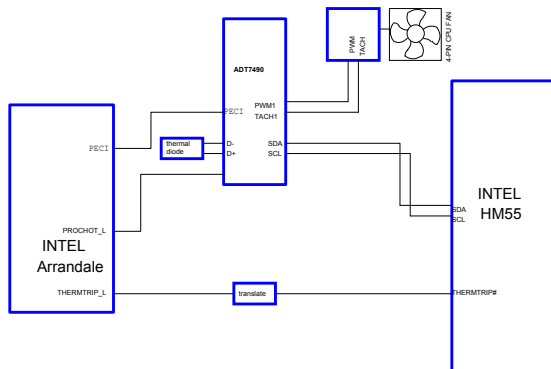 PWM
TACH
4-PIN CPU FAN
ADT7490
PWM1
TACH1
PECI
thermal
diode
D-
D+
SDA
SCL
PECI
PROCHOT_L
INTEL
Arrandale
THERMTRIP_L
translate
INTEL
HM55
SDA
SCL
THERMTRIP#